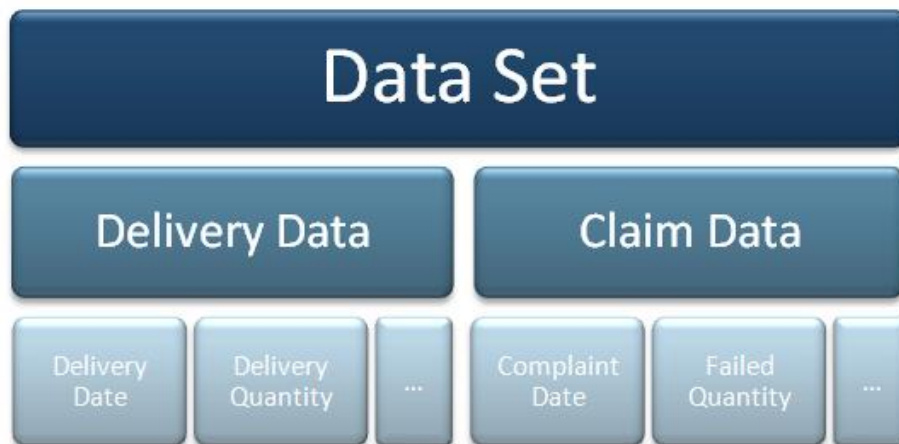 Data Set
Delivery Data
Claim Data
Delivery
Date
Delivery
Quantity
...
Complaint
Date
Failed
Quantity
...